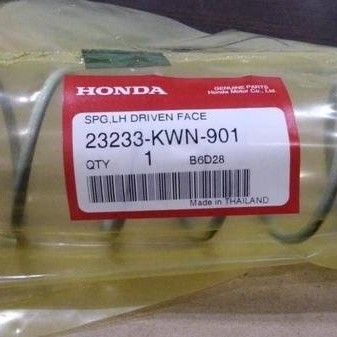 HONDA
GENUINE PARTS
Honda Motor Co., Ltd.
SPG,LH DRIVEN FACE
23233-KWN-901
QTY 1 B6D28
Made in THAILAND